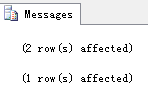 Messages
(2 row(s) affected)
(1 row(s) affected)